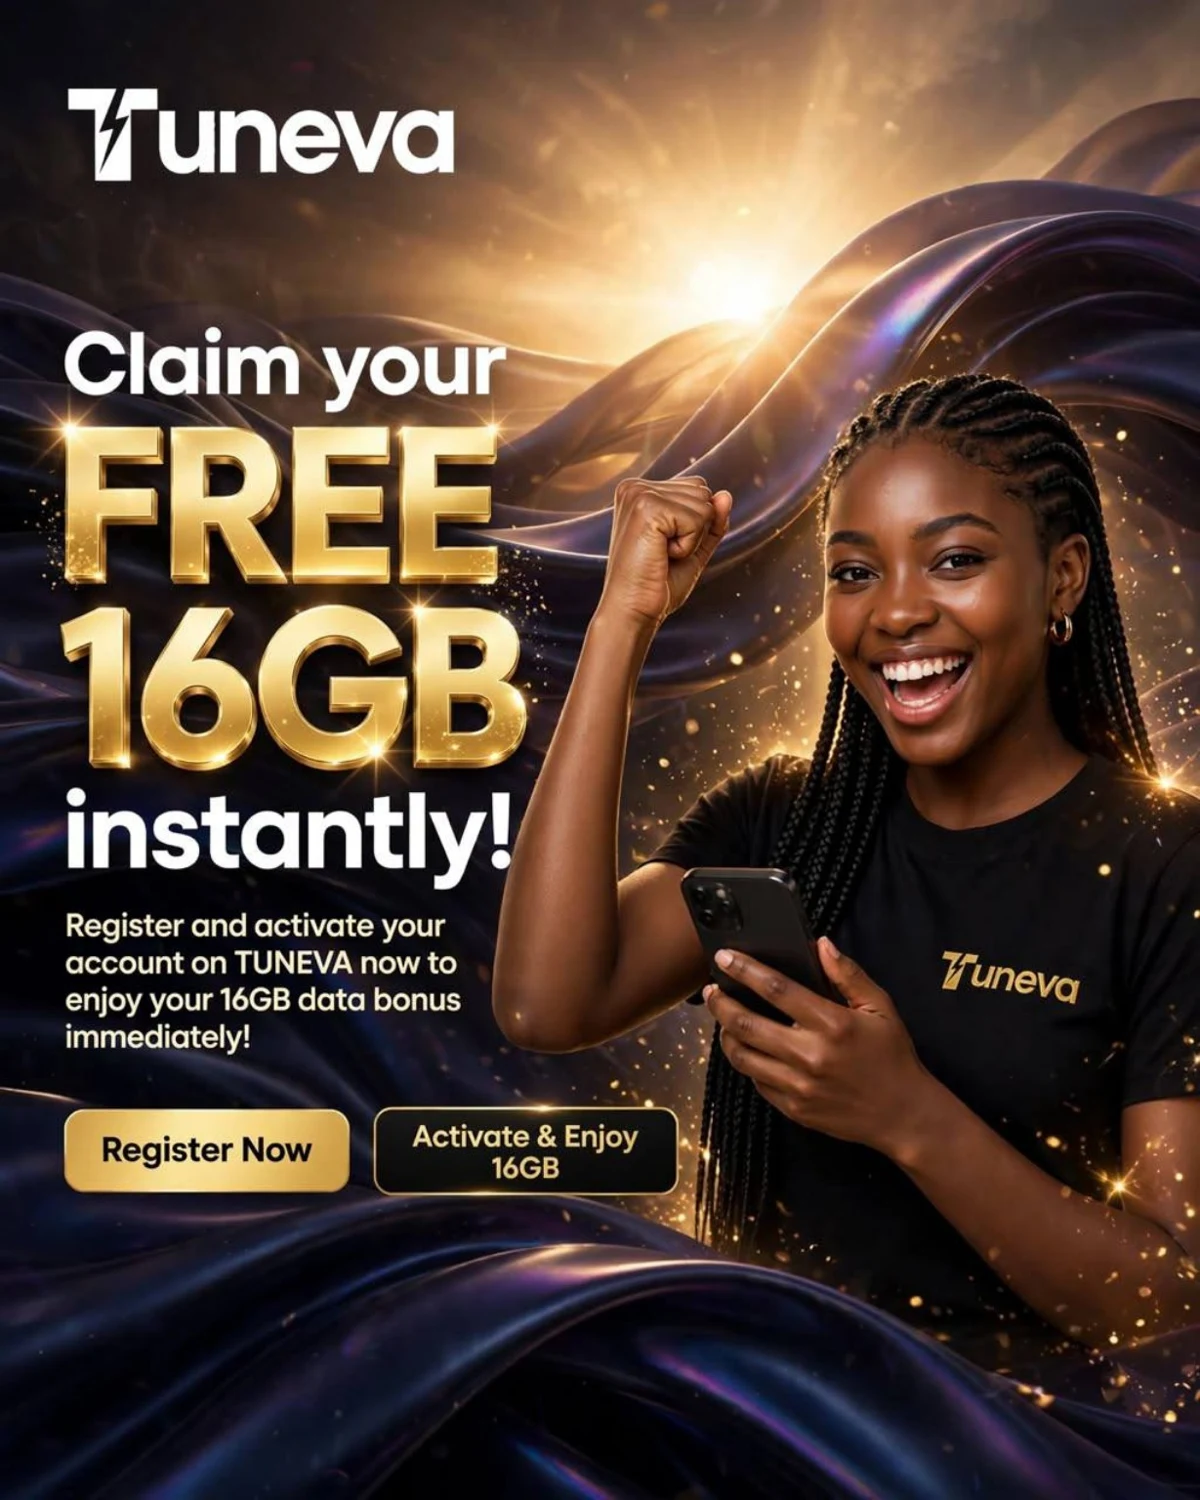 Tuneva
Claim your
FREE
16GB
instantly!
Register and activate your
account on TUNEVA now to
enjoy your 16GB data bonus
immediately!
Register Now
Activate & Enjoy
16GB
Tuneva